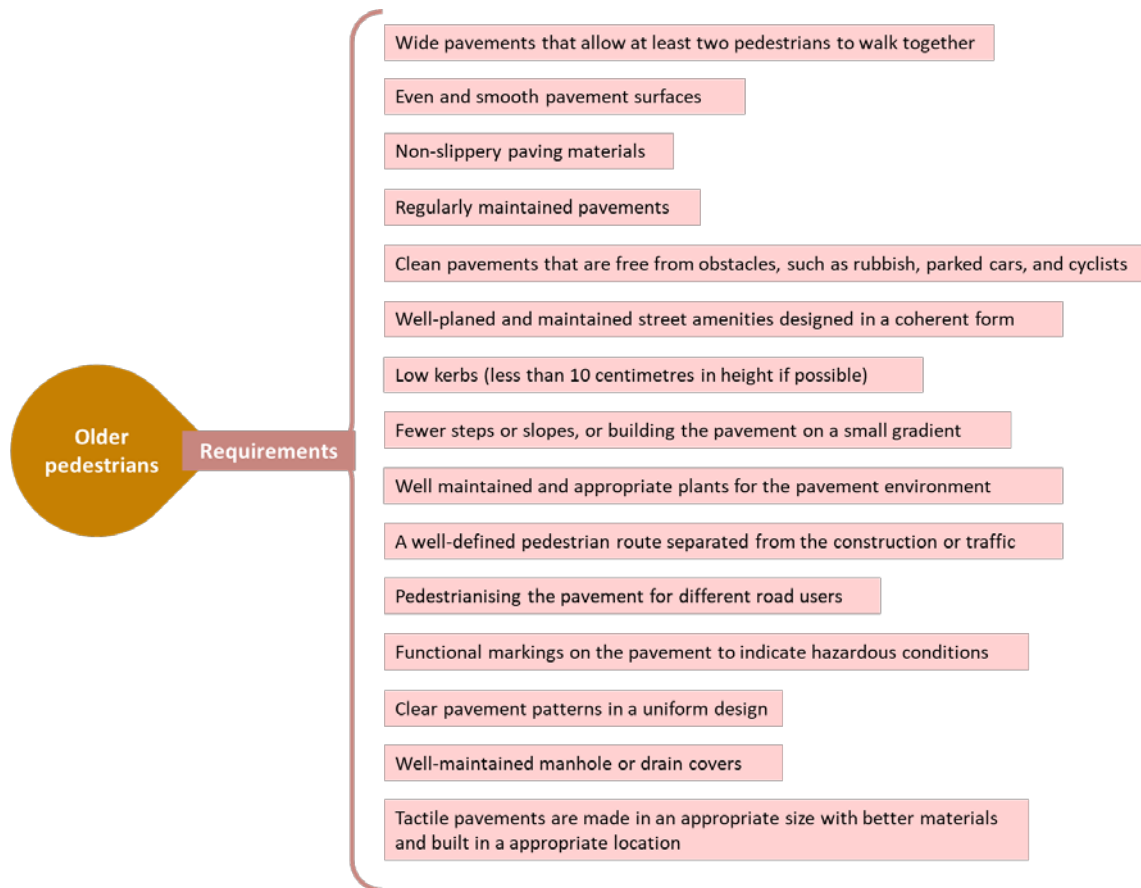 Wide pavements that allow at least two pedestrians to walk together
Even and smooth pavement surfaces
Non-slippery paving materials
Regularly maintained pavements
Clean pavements that are free from obstacles, such as rubbish, parked cars, and cyclists
Well-planed and maintained street amenities designed in a coherent form
Low kerbs (less than 10 centimetres in height if possible)
Older
pedestrians
Requirements
Fewer steps or slopes, or building the pavement on a small gradient
Well maintained and appropriate plants for the pavement environment
A well-defined pedestrian route separated from the construction or traffic
Pedestrianising the pavement for different road users
Functional markings on the pavement to indicate hazardous conditions
Clear pavement patterns in a uniform design
Well-maintained manhole or drain covers
Tactile pavements are made in an appropriate size with better materials
and built in a appropriate location